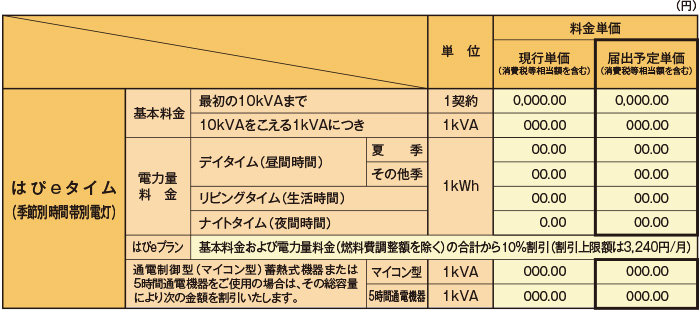 (円)
料金単価
単 位
現行単価
(消費税等相当額を含む)
届出予定単価
(消費税等相当額を含む)
はぴeタイム
(季節別時間帯別電灯)
基本料金
最初の10kVAまで
1契約
0,000.00
0,000.00
10kVAをこえる1kVAにつき
1kVA
000.00
000.00
電力量
料 金
デイタイム(昼間時間)
夏 季
00.00
00.00
その他季
00.00
00.00
1kWh
リビングタイム(生活時間)
00.00
00.00
ナイトタイム(夜間時間)
0.00
00.00
はぴeプラン
基本料金および電力量料金(燃料費調整額を除く)の合計から10%割引(割引上限額は3,240円/月)
通電制御型(マイコン型)蓄熱式機器または
5時間通電機器をご使用の場合は、その総容量
により次の金額を割引いたします。
マイコン型
1kVA
000.00
000.00
5時間通電機器
1kVA
000.00
000.00